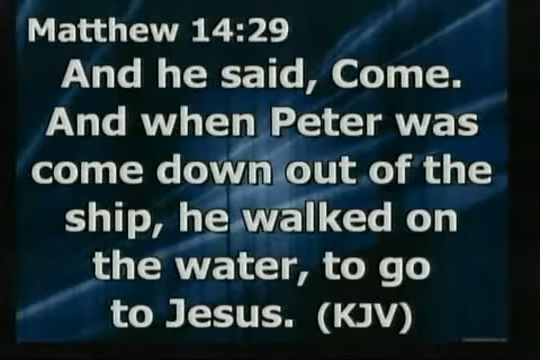 Matthew 14:29
And he said, Come.
And when Peter was
come down out of the
ship, he walked on
the water, to go
to Jesus. (KJV)